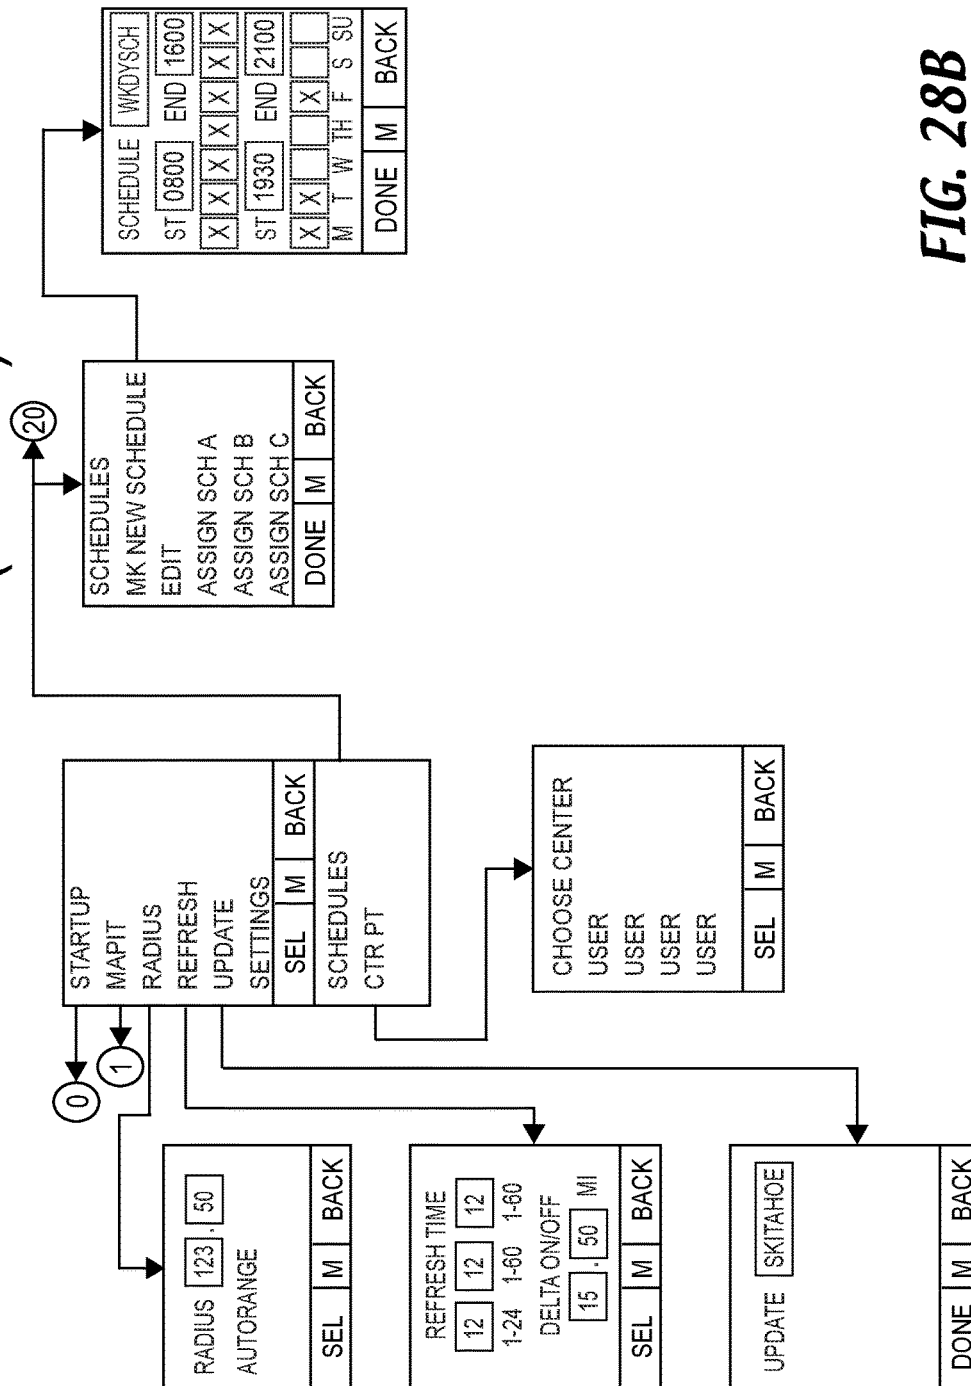 0
STARTUP
1
MAPIT
RADIUS
REFRESH
UPDATE
SETTINGS
SEL M BACK
SCHEDULES
CTR PT
20
SCHEDULES
MK NEW SCHEDULE
EDIT
ASSIGN SCH A
ASSIGN SCH B
ASSIGN SCH C
DONE M BACK
SCHEDULE WKDYSCH
ST 0800 END 1600
X X X X X X X
ST 1930 END 2100
X X X
M T W TH F S SU
DONE M BACK
RADIUS 123 . 50
AUTORANGE
SEL M BACK
REFRESH TIME
12 12 12
1-24 1-60 1-60
DELTA ON/OFF
15 . 50 MI
SEL M BACK
UPDATE SKITAHOE
DONE M BACK
CHOOSE CENTER
USER
USER
USER
USER
SEL M BACK
FIG. 28B